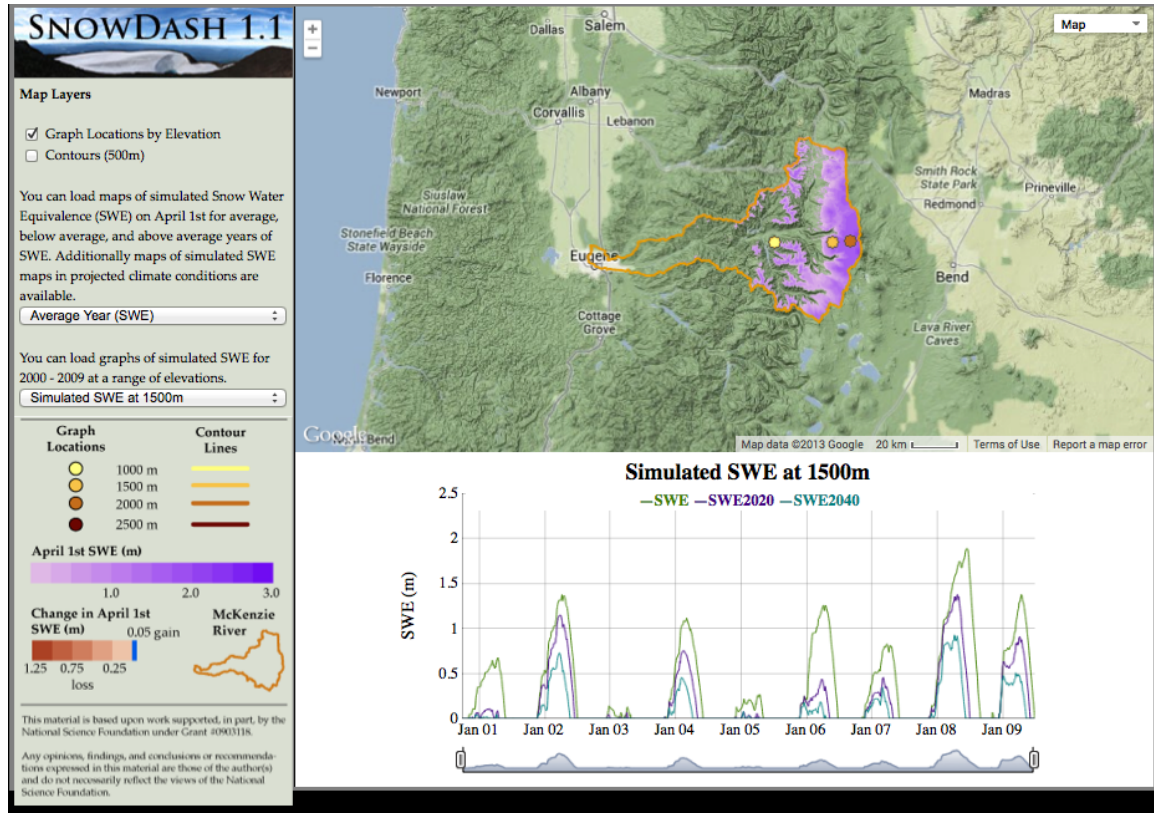 SNOWDASH 1.1
Map Layers
Graph Locations by Elevation
Contours (500m)
You can load maps of simulated Snow Water
Equivalence (SWE) on April 1st for average,
below average, and above average years of
SWE. Additionally maps of simulated SWE
maps in projected climate conditions are
available.
Average Year (SWE)
You can load graphs of simulated SWE for
2000 - 2009 at a range of elevations.
Simulated SWE at 1500m
Graph
Locations
Contour
Lines
1000 m
1500 m
2000 m
2500 m
April 1st SWE (m)
1.0 2.0 3.0
Change in April 1st
SWE (m)
0.05 gain
1.25 0.75 0.25
loss
McKenzie
River
This material is based upon work supported, in part, by the
National Science Foundation under Grant #0903118.
Any opinions, findings, and conclusions or recommenda-
tions expressed in this material are those of the author(s)
and do not necessarily reflect the views of the National
Science Foundation.
+
−
Map
Dallas
Salem
Newport
Albany
Corvallis
Lebanon
Madras
Siuslaw
National Forest
Smith Rock
State Park
Prineville
Redmond
Stonefield Beach
State Wayside
Eugene
Florence
Bend
Cottage
Grove
Lava River
Caves
Google
Bend
Map data ©2013 Google
20 km
Terms of Use
Report a map error
Simulated SWE at 1500m
SWE SWE2020 SWE2040
SWE (m)
2.5
2
1.5
1
0.5
0
Jan 01 Jan 02 Jan 03 Jan 04 Jan 05 Jan 06 Jan 07 Jan 08 Jan 09